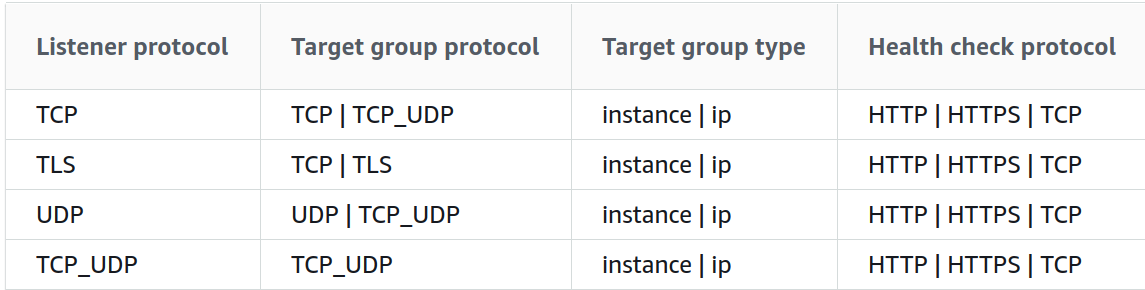 Listener protocol Target group protocol Target group type Health check protocol
TCP TCP | TCP_UDP instance | ip HTTP | HTTPS | TCP
TLS TCP | TLS instance | ip HTTP | HTTPS | TCP
UDP UDP | TCP_UDP instance | ip HTTP | HTTPS | TCP
TCP_UDP TCP_UDP instance | ip HTTP | HTTPS | TCP